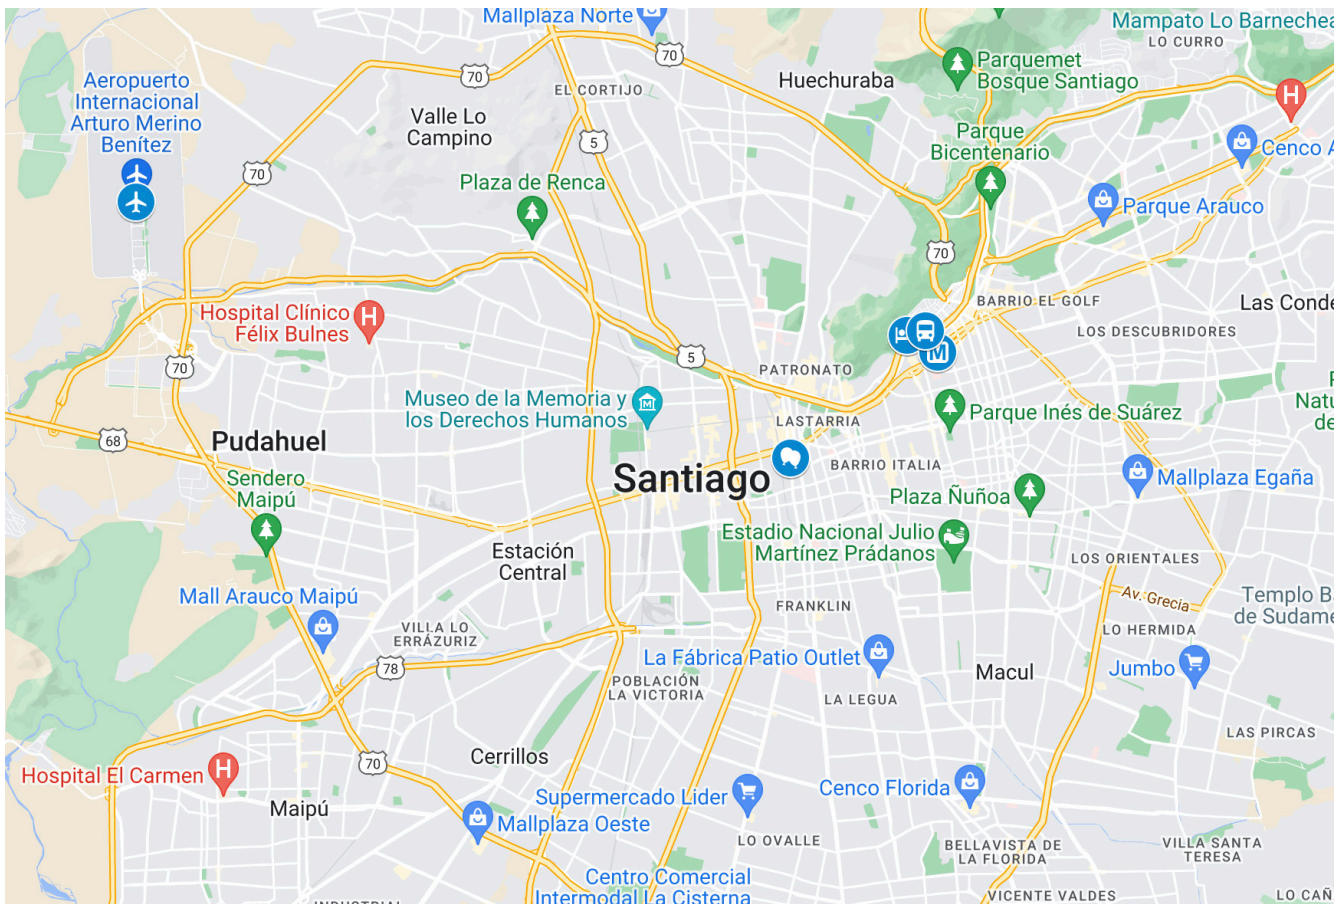 Mallplaza Norte
Mampato Lo Barnechea
LO CURRO
70
70
Huechuraba
Parquemet
Bosque Santiago
Aeropuerto
Internacional
Arturo Merino
Benítez
EL CORTIJO
H
Valle Lo
Campino
5
Parque
Bicentenario
Cenco A
70
Plaza de Renca
Parque Arauco
70
Hospital Clínico
Félix Bulnes
H
BARRIO EL GOLF
Las Conde
LOS DESCUBRIDORES
5
M
70
PATRONATO
Museo de la Memoria y
los Derechos Humanos
M
Parque Inés de Suárez
Natu
de
LASTARRIA
68
Pudahuel
Santiago
BARRIO ITALIA
Mallplaza Egaña
Sendero
Maipú
Plaza Ñuñoa
Estadio Nacional Julio
Martínez Prádanos
Estación
Central
LOS ORIENTALES
Av. Grecia
Templo B
de Sudame
Mall Arauco Maipú
FRANKLIN
VILLA LO
ERRÁZURIZ
LO HERMIDA
La Fábrica Patio Outlet
78
Macul
Jumbo
POBLACIÓN
LA VICTORIA
LA LEGUA
LAS PIRCAS
Hospital El Carmen
H
70
Cerrillos
Cenco Florida
Supermercado Lider
Maipú
Mallplaza Oeste
LO OVALLE
BELLAVISTA DE
LA FLORIDA
VILLA SANTA
TERESA
Centro Comercial
Intermodal La Cisterna
VICENTE VALDES
LO CAÑ
INDUSTRIAL